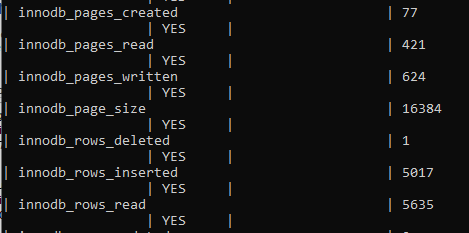 | innodb_pages_created | 77
| YES |
| innodb_pages_read | 421
| YES |
| innodb_pages_written | 624
| YES |
| innodb_page_size | 16384
| YES |
| innodb_rows_deleted | 1
| YES |
| innodb_rows_inserted | 5017
| YES |
| innodb_rows_read | 5635
| YES |